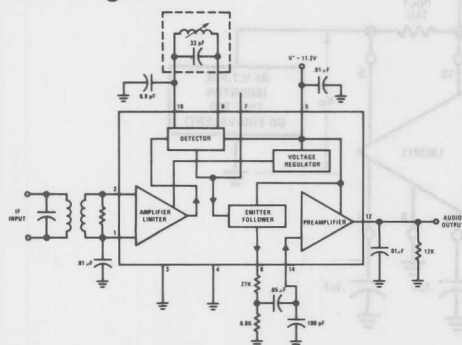 33 pF
6.8 pF
V+ = 11.2V
.01 µF
10
9
7
5
DETECTOR
VOLTAGE
REGULATOR
IF
INPUT
2
1
AMPLIFIER
LIMITER
EMITTER
FOLLOWER
PREAMPLIFIER
12
AUDIO
OUTPUT
.01 µF
.01 µF
12K
3
4
8
14
27K
.05 µF
6.8K
100 pF
LM3011